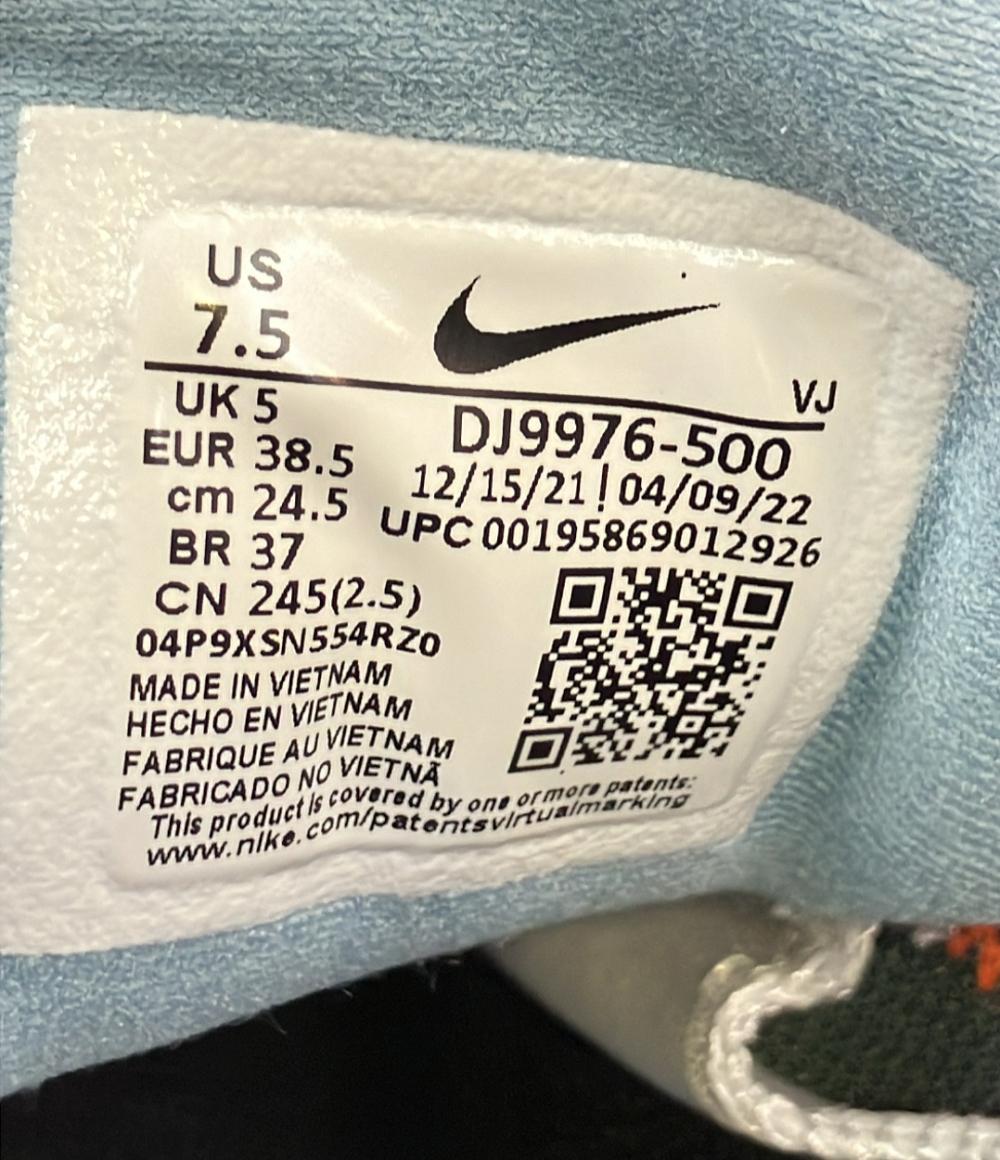 US
7.5
VJ
UK 5
EUR 38.5
cm 24.5
BR 37
CN 245(2.5)
DJ9976-500
12/15/21 | 04/09/22
UPC 00195869012926
04P9XSN554RZ0
MADE IN VIETNAM
HECHO EN VIETNAM
FABRIQUE AU VIETNAM
FABRICADO NO VIETNÃ
This product is covered by one or more patents:
www.nike.com/patentsvirtualmarking